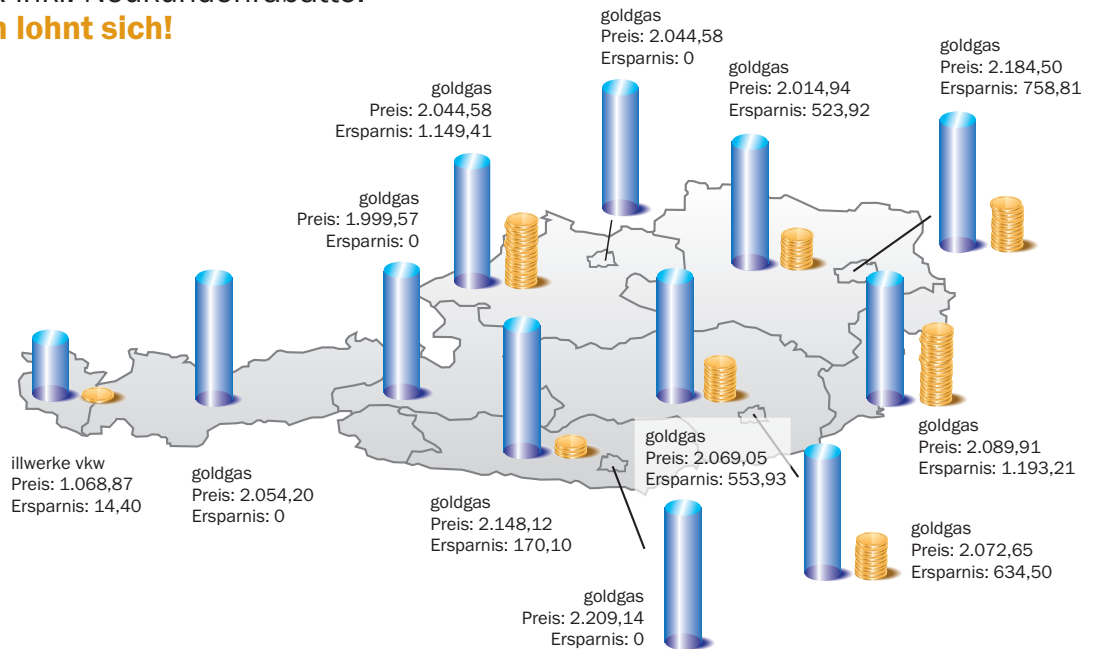 n lohnt sich!
goldgas
Preis: 2.044,58
Ersparnis: 0
goldgas
Preis: 2.014,94
Ersparnis: 523,92
goldgas
Preis: 2.184,50
Ersparnis: 758,81
goldgas
Preis: 2.044,58
Ersparnis: 1.149,41
goldgas
Preis: 1.999,57
Ersparnis: 0
illwerke vkw
Preis: 1.068,87
Ersparnis: 14,40
goldgas
Preis: 2.054,20
Ersparnis: 0
goldgas
Preis: 2.148,12
Ersparnis: 170,10
goldgas
Preis: 2.069,05
Ersparnis: 553,93
goldgas
Preis: 2.089,91
Ersparnis: 1.193,21
goldgas
Preis: 2.072,65
Ersparnis: 634,50
goldgas
Preis: 2.209,14
Ersparnis: 0